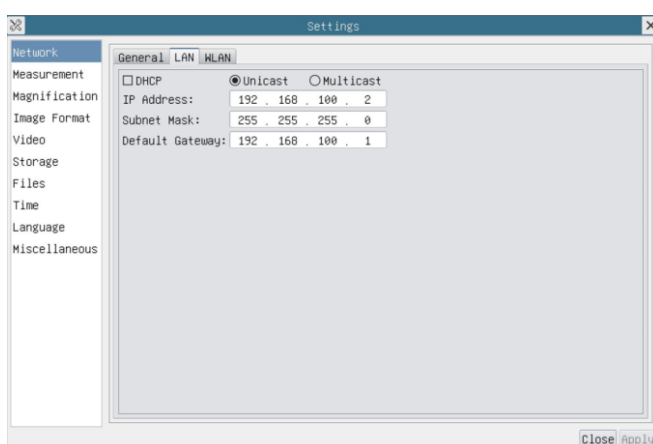 Settings
Network
Measurement
Magnification
Image Format
Video
Storage
Files
Time
Language
Miscellaneous
General LAN WLAN
DHCP Unicast Multicast
IP Address: 192 . 168 . 100 . 2
Subnet Mask: 255 . 255 . 255 . 0
Default Gateway: 192 . 168 . 100 . 1
Close Apply